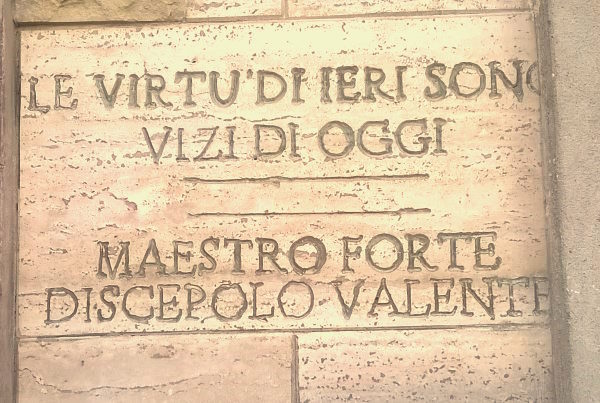 LE VIRTU'DI IERI SONO
VIZI DI OGGI
MAESTRO FORTE
DISCEPOLO VALENTE